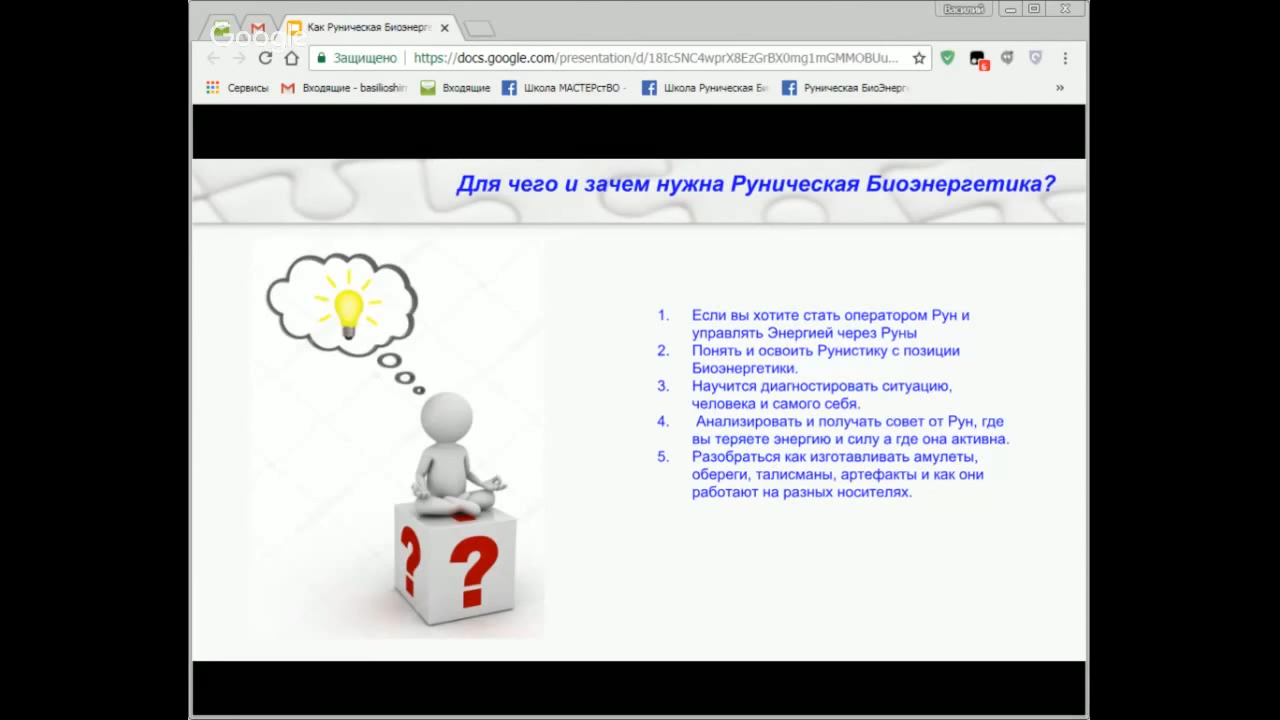 Василий
Как Руническая Биоэнерге
Google
Защищено
https://docs.google.com/presentation/d/18Ic5NC4wprX8EzGrBX0mg1mGMMOBUu...
6
Сервисы
Входящие - basilioshin
Входящие
Школа МАСТЕРстВО -
Школа Руническая Би
Руническая БиоЭнерг
»
Для чего и зачем нужна Руническая Биоэнергетика?
1. Если вы хотите стать оператором Рун и
управлять Энергией через Руны
2. Понять и освоить Рунистику с позиции
Биоэнергетики.
3. Научится диагностировать ситуацию,
человека и самого себя.
4. Анализировать и получать совет от Рун, где
вы теряете энергию и силу а где она активна.
5. Разобраться как изготавливать амулеты,
обереги, талисманы, артефакты и как они
работают на разных носителях.
? ?